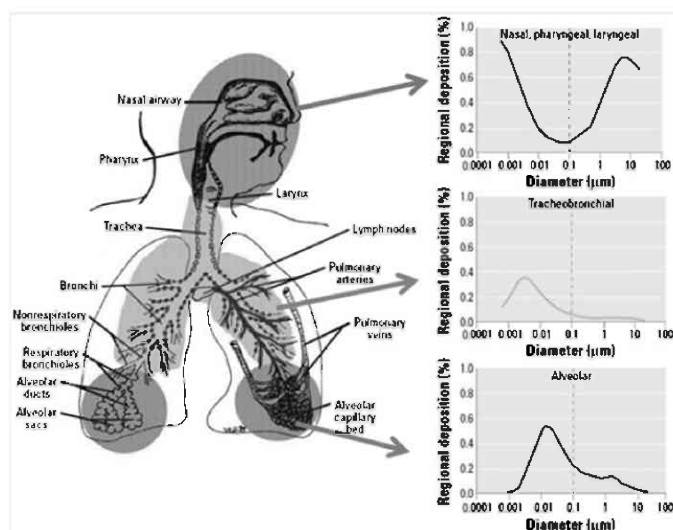 Nasal airway
Pharynx
Larynx
Trachea
Lymph nodes
Pulmonary
arteries
Bronchi
Nonrespiratory
bronchioles
Pulmonary
veins
Respiratory
bronchioles
Alveolar
ducts
Alveolar
sacs
Alveolar
capillary
bed
Regional deposition (%)
Nasal, pharyngeal, laryngeal
1.0
0.8
0.6
0.4
0.2
0.0
0.0001 0.001 0.01 0.1 1 10 100
Diameter (µm)
Regional deposition (%)
Tracheobronchial
1.0
0.8
0.6
0.4
0.2
0.0
0.0001 0.001 0.01 0.1 1 10 100
Diameter (µm)
Regional deposition (%)
Alveolar
1.0
0.8
0.6
0.4
0.2
0.0
0.0001 0.001 0.01 0.1 1 10 100
Diameter (µm)